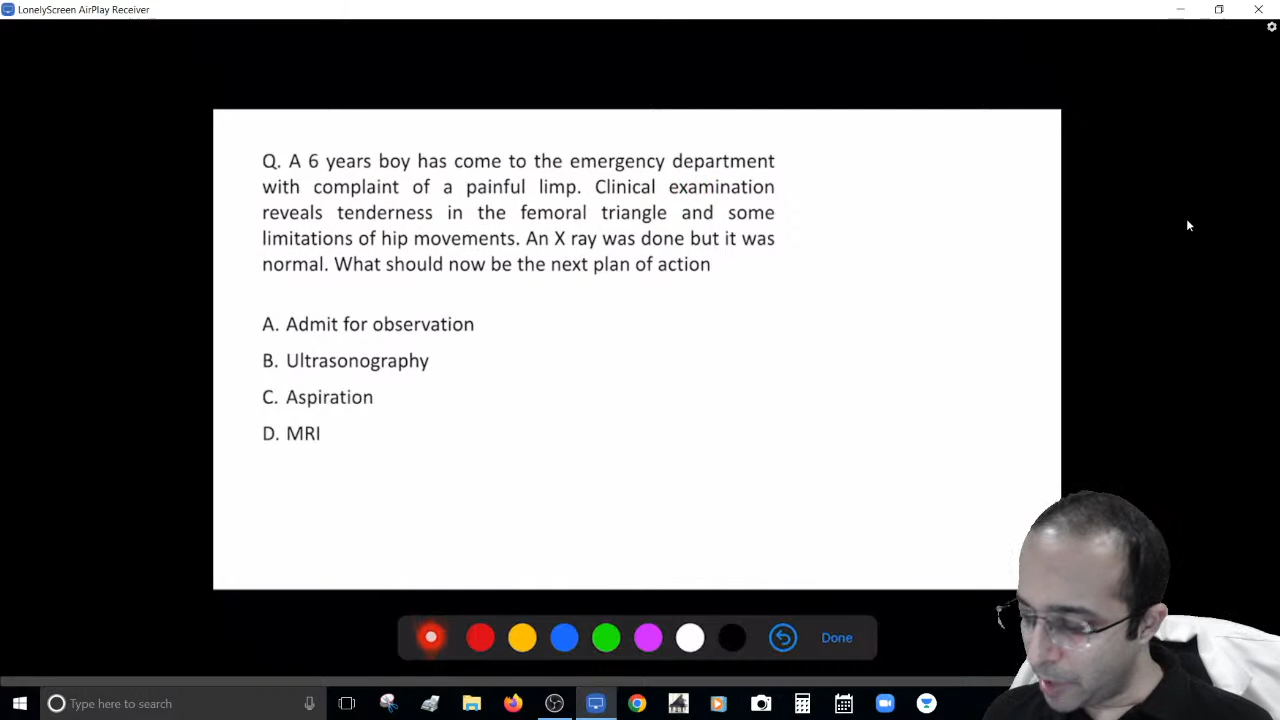 LonelyScreen AirPlay Receiver
Q. A 6 years boy has come to the emergency department
with complaint of a painful limp. Clinical examination
reveals tenderness in the femoral triangle and some
limitations of hip movements. An X ray was done but it was
normal. What should now be the next plan of action
A. Admit for observation
B. Ultrasonography
C. Aspiration
D. MRI
Done
Type here to search